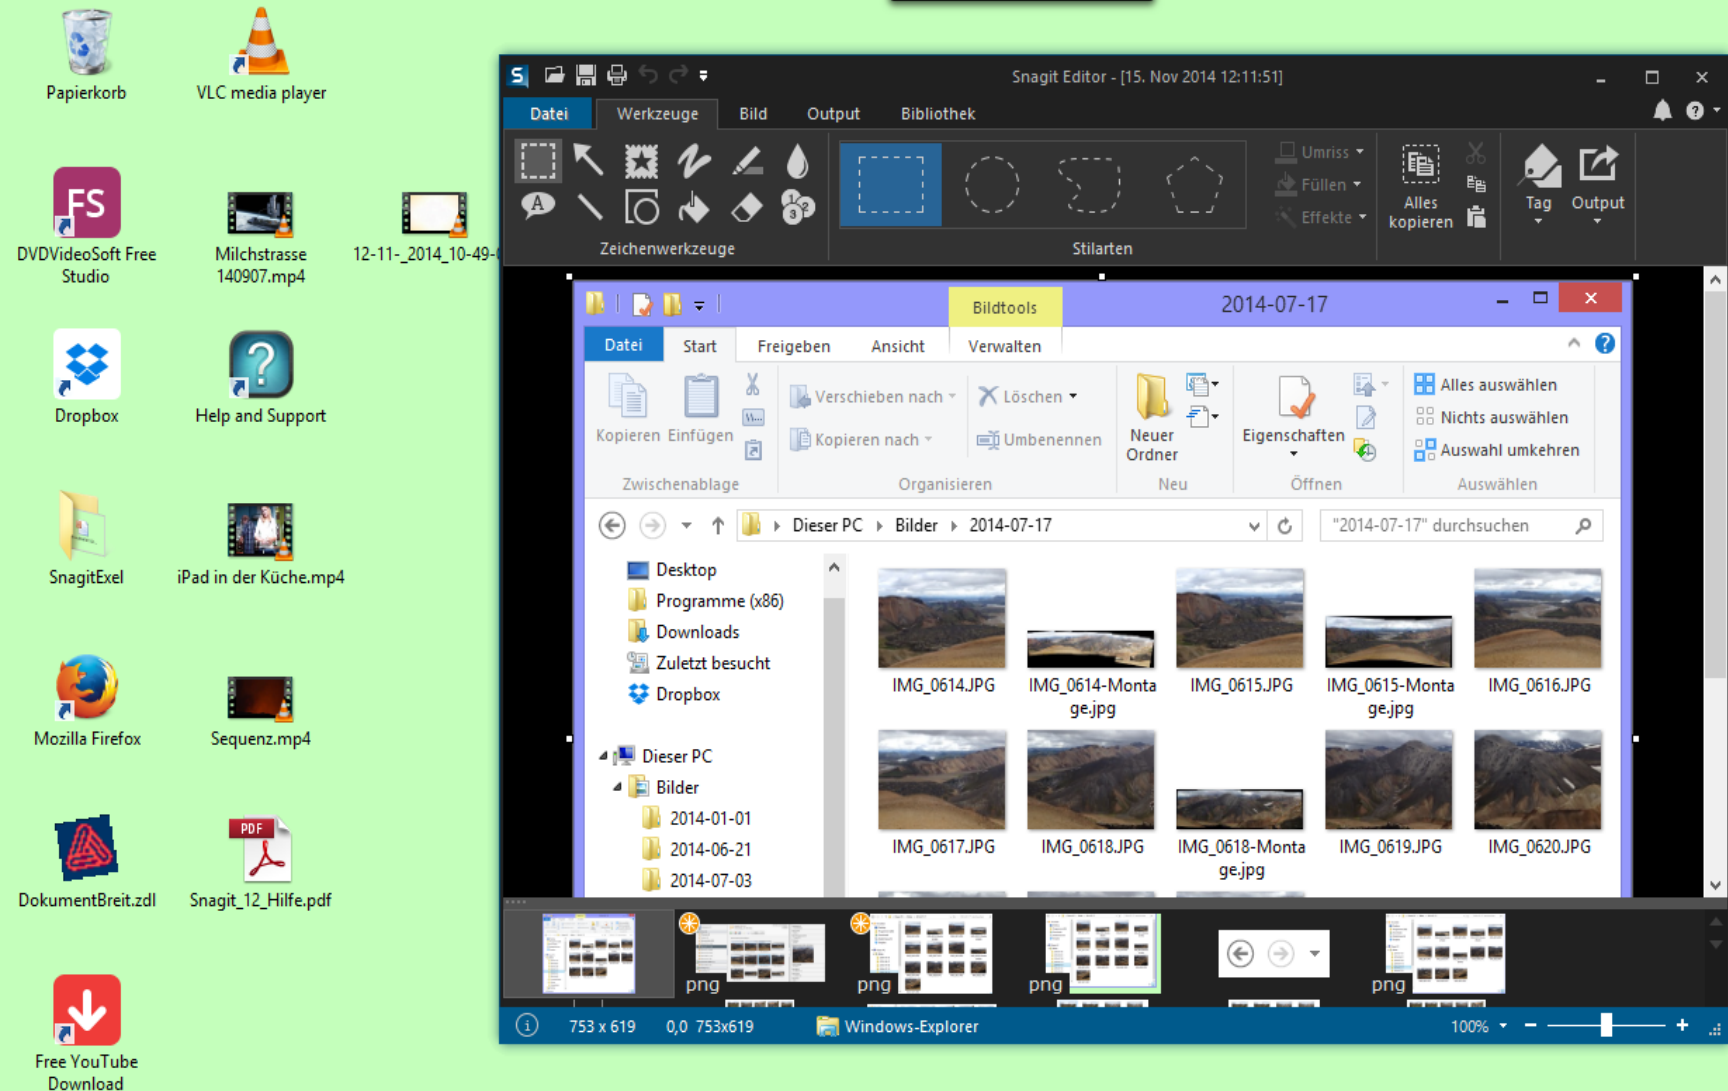 Papierkorb
VLC media player
FS
DVDVideoSoft Free
Studio
Milchstrasse
140907.mp4
12-11-_2014_10-49-
Dropbox
Help and Support
SnagitExel
iPad in der Küche.mp4
Mozilla Firefox
Sequenz.mp4
PDF
DokumentBreit.zdl
Snagit_12_Hilfe.pdf
Free YouTube
Download
Snagit Editor - [15. Nov 2014 12:11:51]
Datei
Werkzeuge
Bild
Output
Bibliothek
Umriss
Füllen
Effekte
Alles
kopieren
Tag
Output
Zeichenwerkzeuge
Stilarten
Bildtools
2014-07-17
Datei
Start
Freigeben
Ansicht
Verwalten
Kopieren
Einfügen
Verschieben nach
Kopieren nach
Löschen
Umbenennen
Neuer
Ordner
Eigenschaften
Alles auswählen
Nichts auswählen
Auswahl umkehren
Zwischenablage
Organisieren
Neu
Öffnen
Auswählen
Dieser PC
Bilder
2014-07-17
"2014-07-17" durchsuchen
Desktop
Programme (x86)
Downloads
Zuletzt besucht
Dropbox
Dieser PC
Bilder
2014-01-01
2014-06-21
2014-07-03
IMG_0614.JPG
IMG_0614-Monta
ge.jpg
IMG_0615.JPG
IMG_0615-Monta
ge.jpg
IMG_0616.JPG
IMG_0617.JPG
IMG_0618.JPG
IMG_0618-Monta
ge.jpg
IMG_0619.JPG
IMG_0620.JPG
png
png
png
png
753 x 619
0,0 753x619
Windows-Explorer
100%